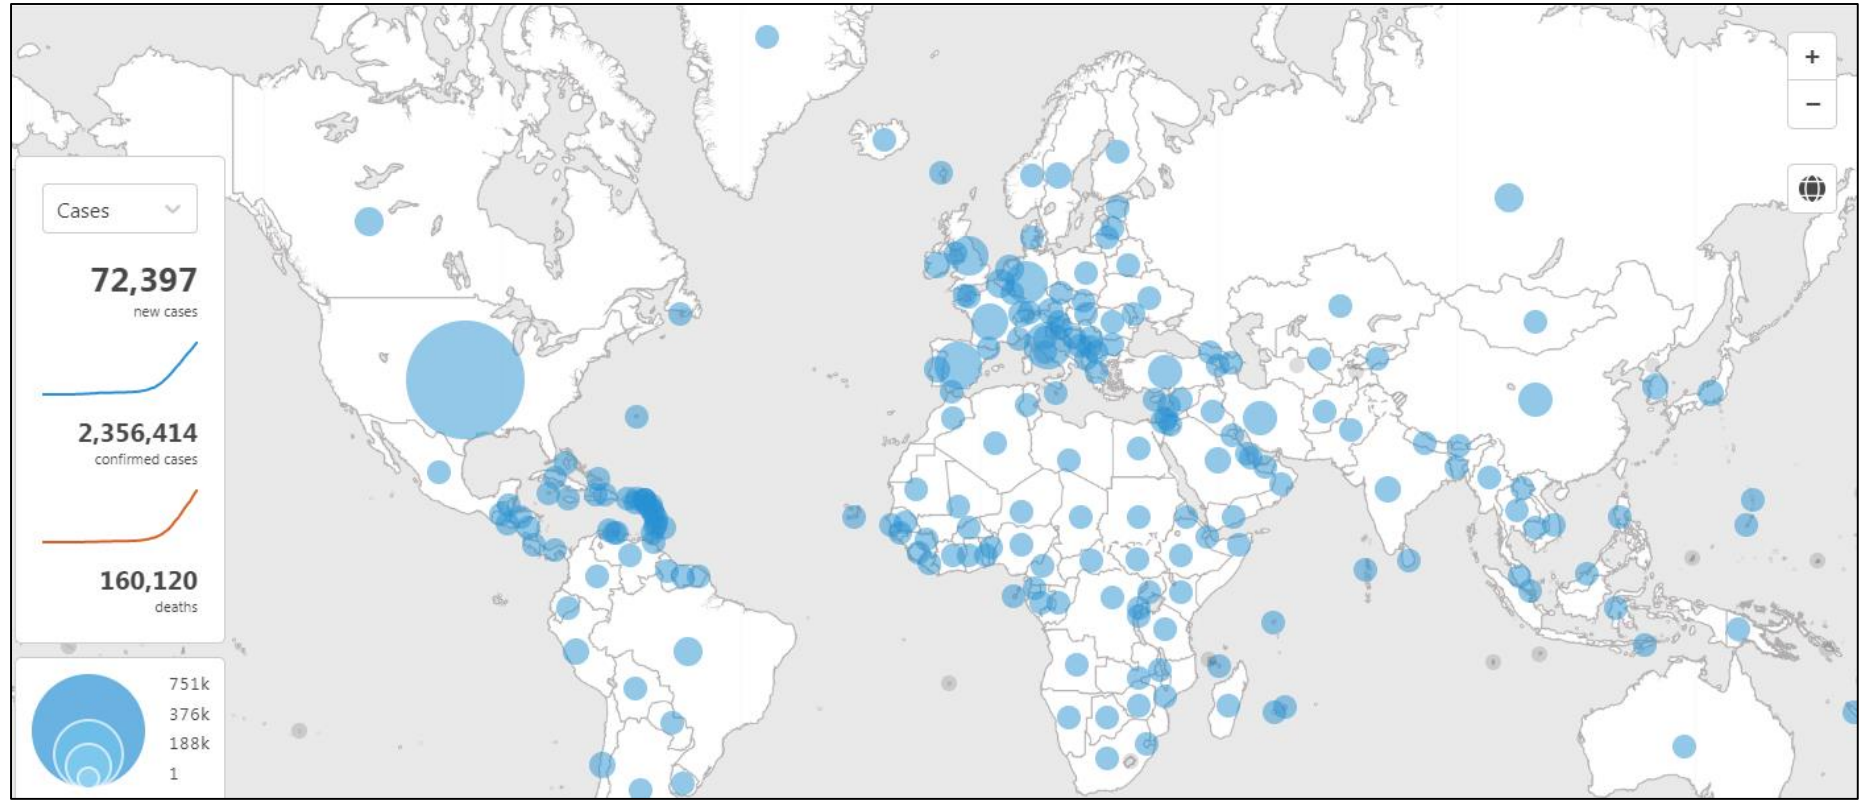 +
−
Cases
72,397
new cases
2,356,414
confirmed cases
160,120
deaths
751k
376k
188k
1